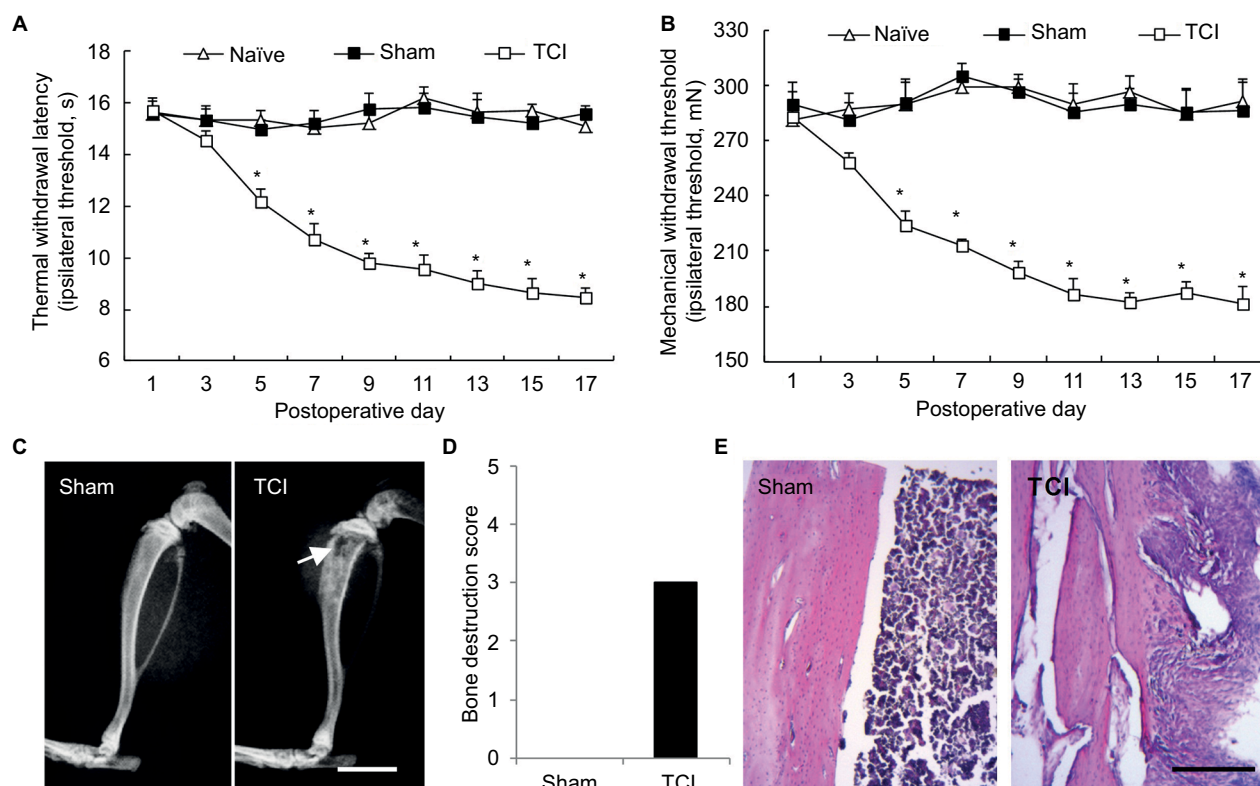 A
Thermal withdrawal latency
(ipsilateral threshold, s)
18
16
14
12
10
8
6
Naïve
Sham
TCI
*
*
*
*
*
*
*
1 3 5 7 9 11 13 15 17
Postoperative day
B
Mechanical withdrawal threshold
(ipsilateral threshold, mN)
330
300
270
240
210
180
150
Naïve
Sham
TCI
*
*
*
*
*
*
*
1 3 5 7 9 11 13 15 17
Postoperative day
C
Sham
TCI
D
Bone destruction score
5
4
3
2
1
0
Sham TCI
E
Sham
TCI